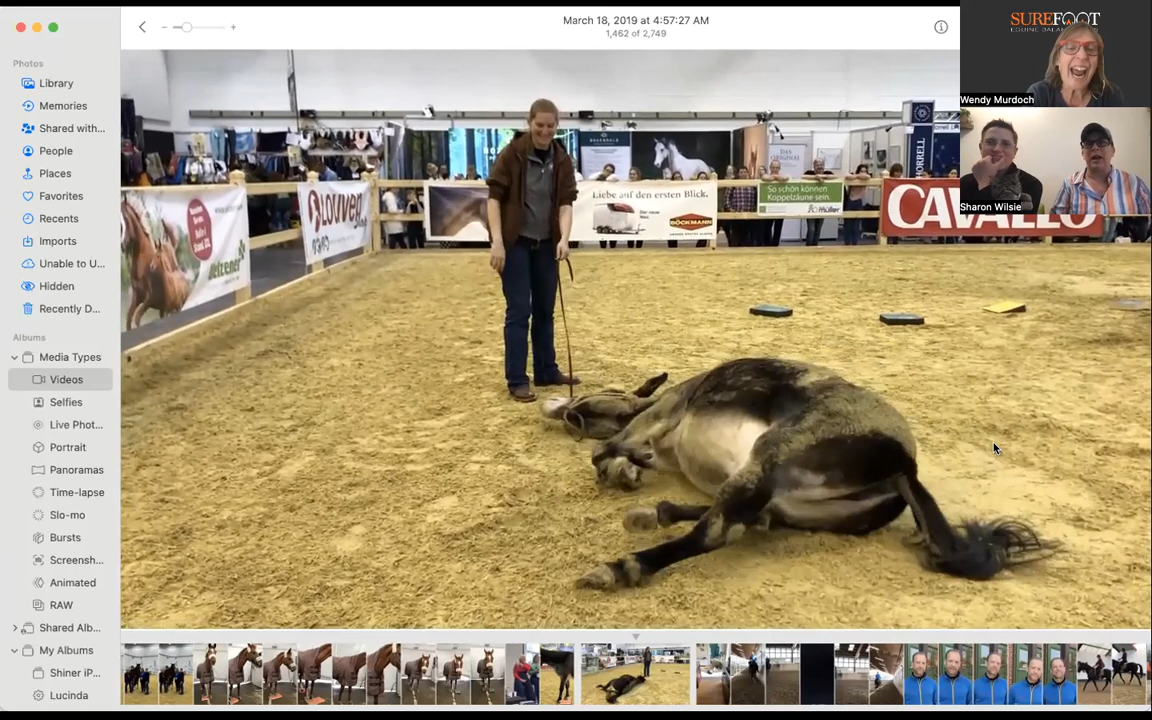 March 18, 2019 at 4:57:27 AM
1,462 of 2,749
Photos
Library
Memories
Shared with...
People
Places
Favorites
Recents
Imports
Unable to U...
Hidden
Recently D...
Albums
Media Types
Videos
Selfies
Live Phot...
Portrait
Panoramas
Time-lapse
Slo-mo
Bursts
Screensh...
Animated
RAW
Shared Alb...
My Albums
Shiner iP...
Lucinda
SUREFOOT
Wendy Murdoch
Sharon Wilsie
Liebe auf den ersten Blick.
BÖCKMANN
So schön können
Koppelzäune sein.
CAVALLO
DAS
ORIGINAL